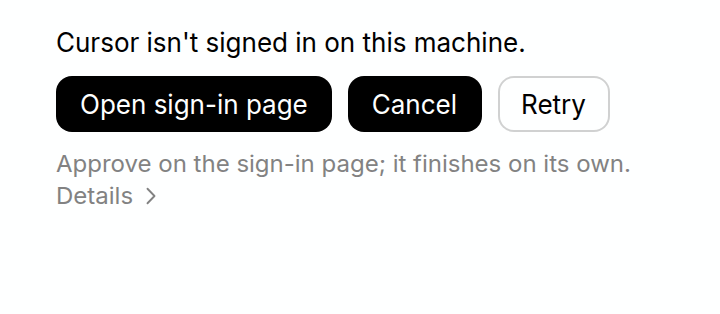 Cursor isn't signed in on this machine.
Open sign-in page Cancel Retry
Approve on the sign-in page; it finishes on its own.
Details